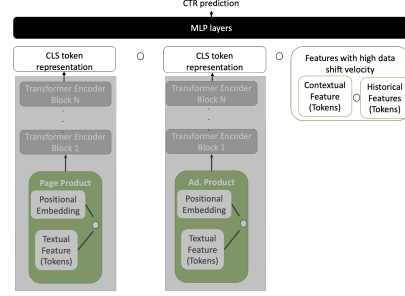 CTR prediction
MLP layers
CLS token
representation
CLS token
representation
Features with high data
shift velocity
Contextual
Feature
(Tokens)
Historical
Features
(Tokens)
Transformer Encoder
Block N
Transformer Encoder
Block N
Transformer Encoder
Block 1
Transformer Encoder
Block 1
Page Product
Positional
Embedding
Textual
Feature
(Tokens)
Ad. Product
Positional
Embedding
Textual
Feature
(Tokens)